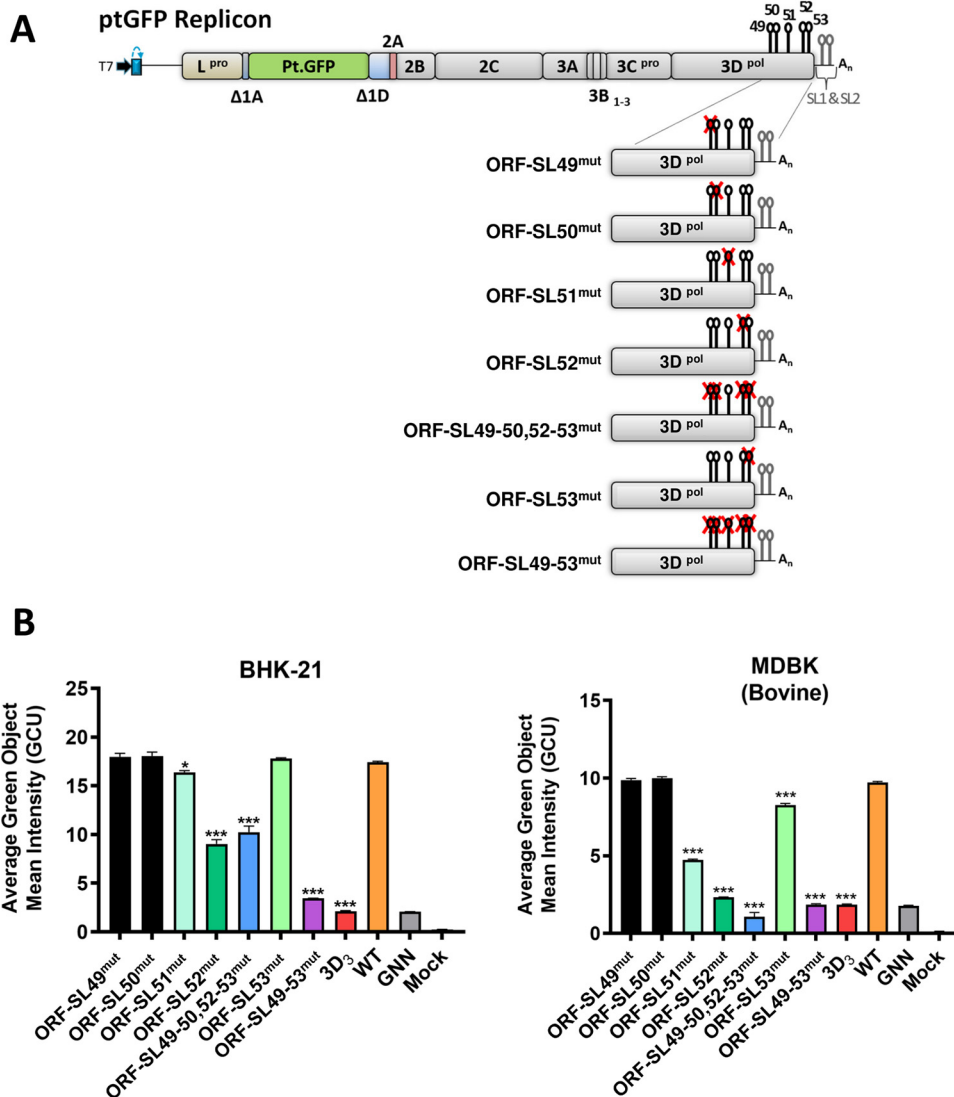 A
ptGFP Replicon
50
52
49
51
53
2A
T7
L pro
Pt.GFP
2B
2C
3A
3C pro
3D pol
An
Δ1A
Δ1D
3B 1-3
SL1 & SL2
ORF-SL49mut
3D pol
An
ORF-SL50mut
3D pol
An
ORF-SL51mut
3D pol
An
ORF-SL52mut
3D pol
An
ORF-SL49-50,52-53mut
3D pol
An
ORF-SL53mut
3D pol
An
ORF-SL49-53mut
3D pol
An
B
BHK-21
Average Green Object
Mean Intensity (GCU)
25
20
15
10
5
0
*
***
***
***
***
ORF-SL49mut
ORF-SL50mut
ORF-SL51mut
ORF-SL52mut
ORF-SL49-50,52-53mut
ORF-SL53mut
ORF-SL49-53mut
3D3
WT
GNN
Mock
MDBK
(Bovine)
Average Green Object
Mean Intensity (GCU)
15
10
5
0
***
***
***
***
***
***
ORF-SL49mut
ORF-SL50mut
ORF-SL51mut
ORF-SL52mut
ORF-SL49-50,52-53mut
ORF-SL53mut
ORF-SL49-53mut
3D3
WT
GNN
Mock